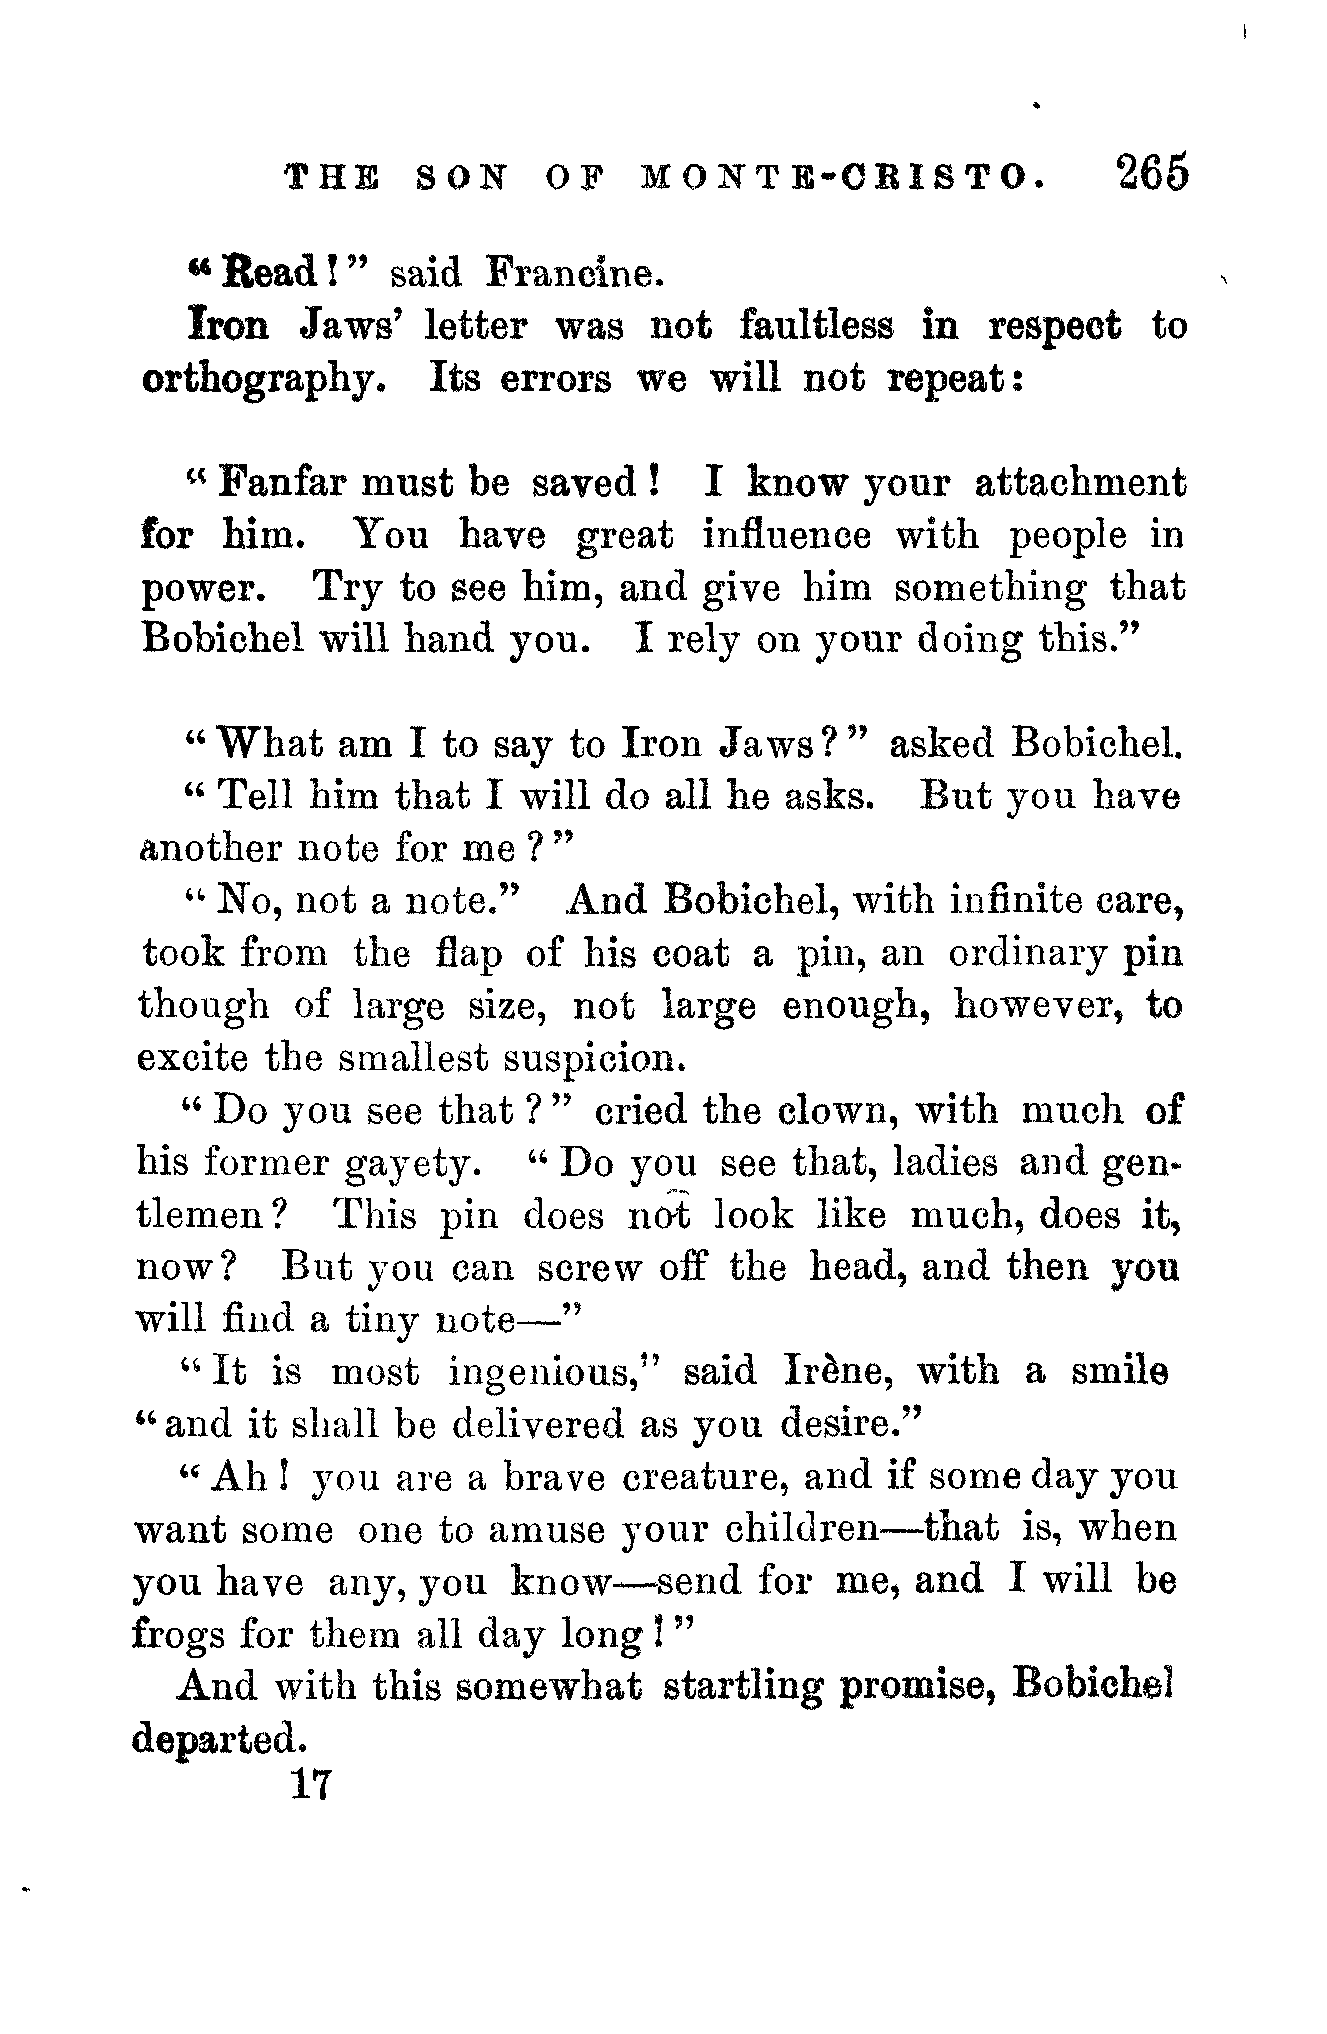 THE SON OF MONTE-CRISTO. 265
“Read!” said Francine.
Iron Jaws’ letter was not faultless in respect to
orthography. Its errors we will not repeat:
“Fanfar must be saved! I know your attachment
for him. You have great influence with people in
power. Try to see him, and give him something that
Bobichel will hand you. I rely on your doing this.”
“What am I to say to Iron Jaws?” asked Bobichel.
“Tell him that I will do all he asks. But you have
another note for me?”
“No, not a note.” And Bobichel, with infinite care,
took from the flap of his coat a pin, an ordinary pin
though of large size, not large enough, however, to
excite the smallest suspicion.
“Do you see that?” cried the clown, with much of
his former gayety. “Do you see that, ladies and gen-
tlemen? This pin does not look like much, does it,
now? But you can screw off the head, and then you
will find a tiny note—”
“It is most ingenious,” said Irène, with a smile
“and it shall be delivered as you desire.”
“Ah! you are a brave creature, and if some day you
want some one to amuse your children—that is, when
you have any, you know—send for me, and I will be
frogs for them all day long!”
And with this somewhat startling promise, Bobichel
departed.
17